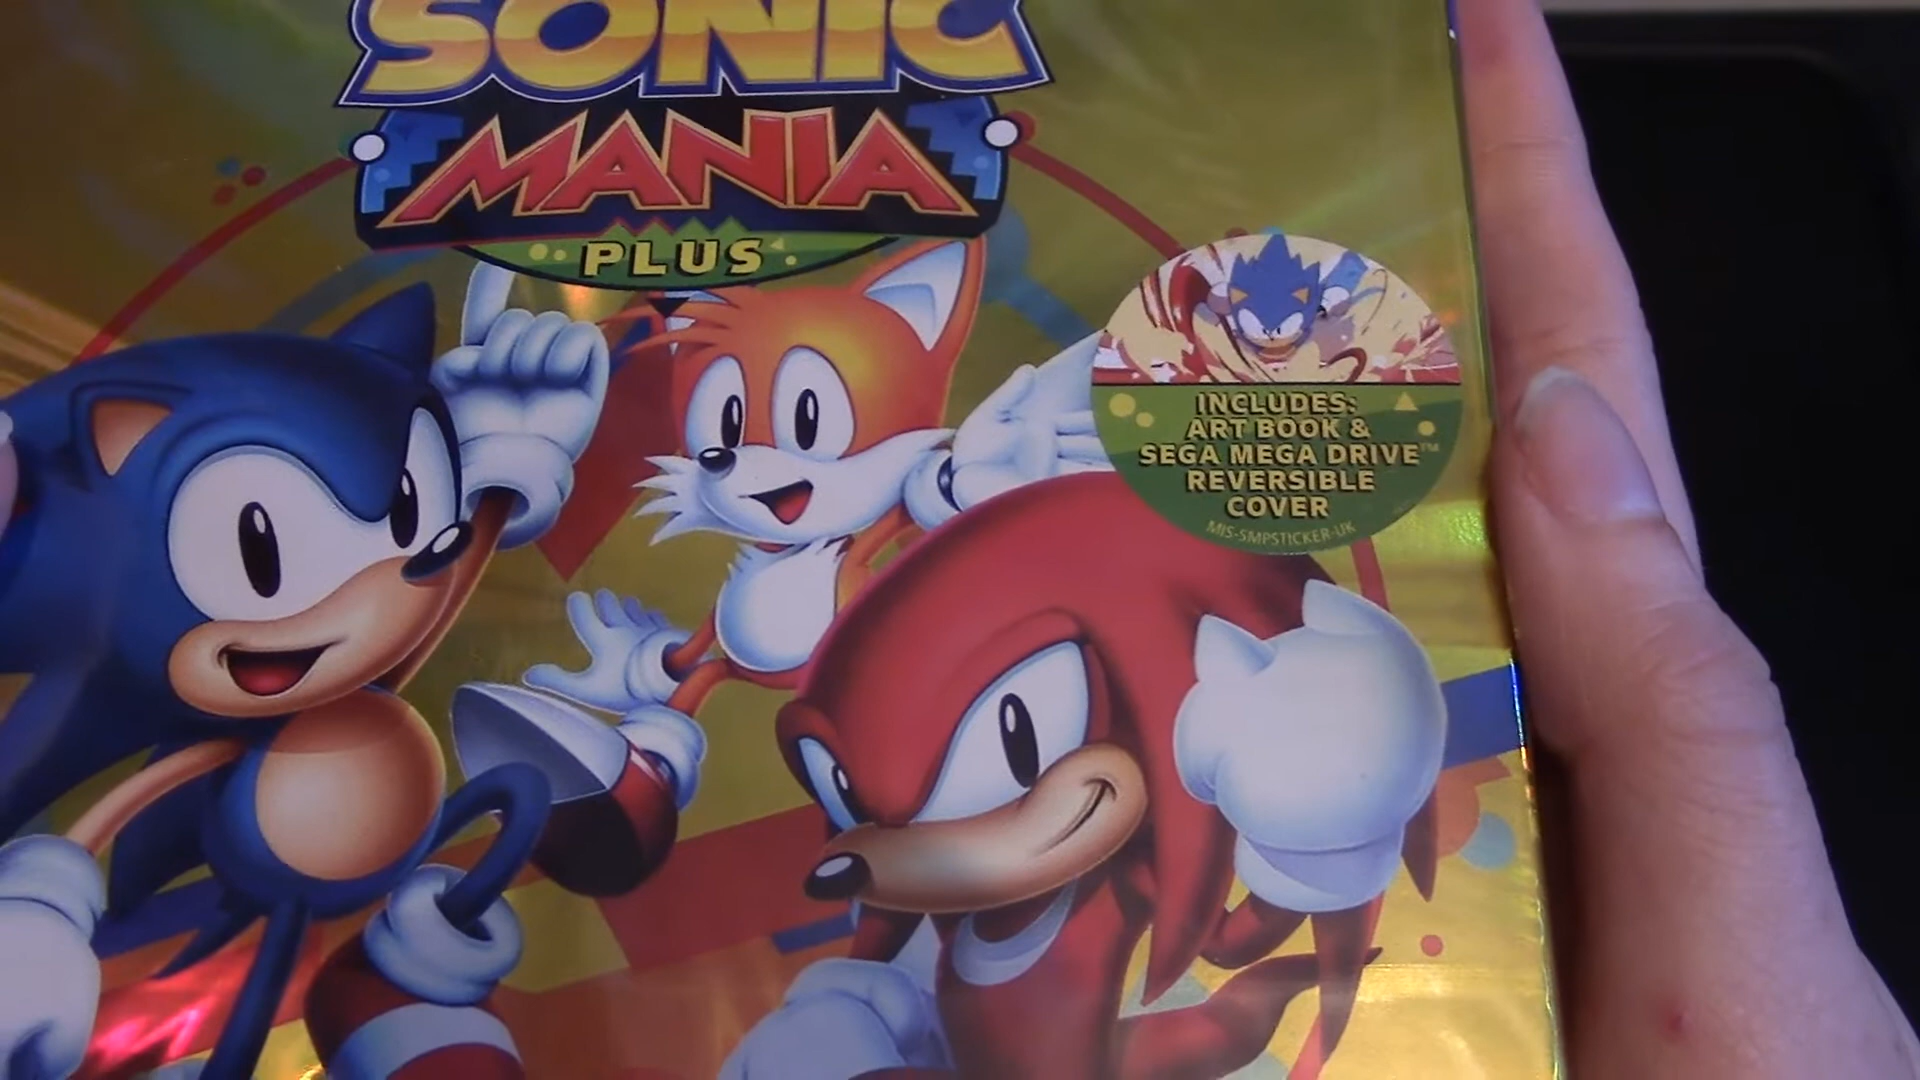 SONIC
MANIA
PLUS
INCLUDES:
ART BOOK &
SEGA MEGA DRIVE™
REVERSIBLE
COVER
MIS-SMPSTICKER-UK